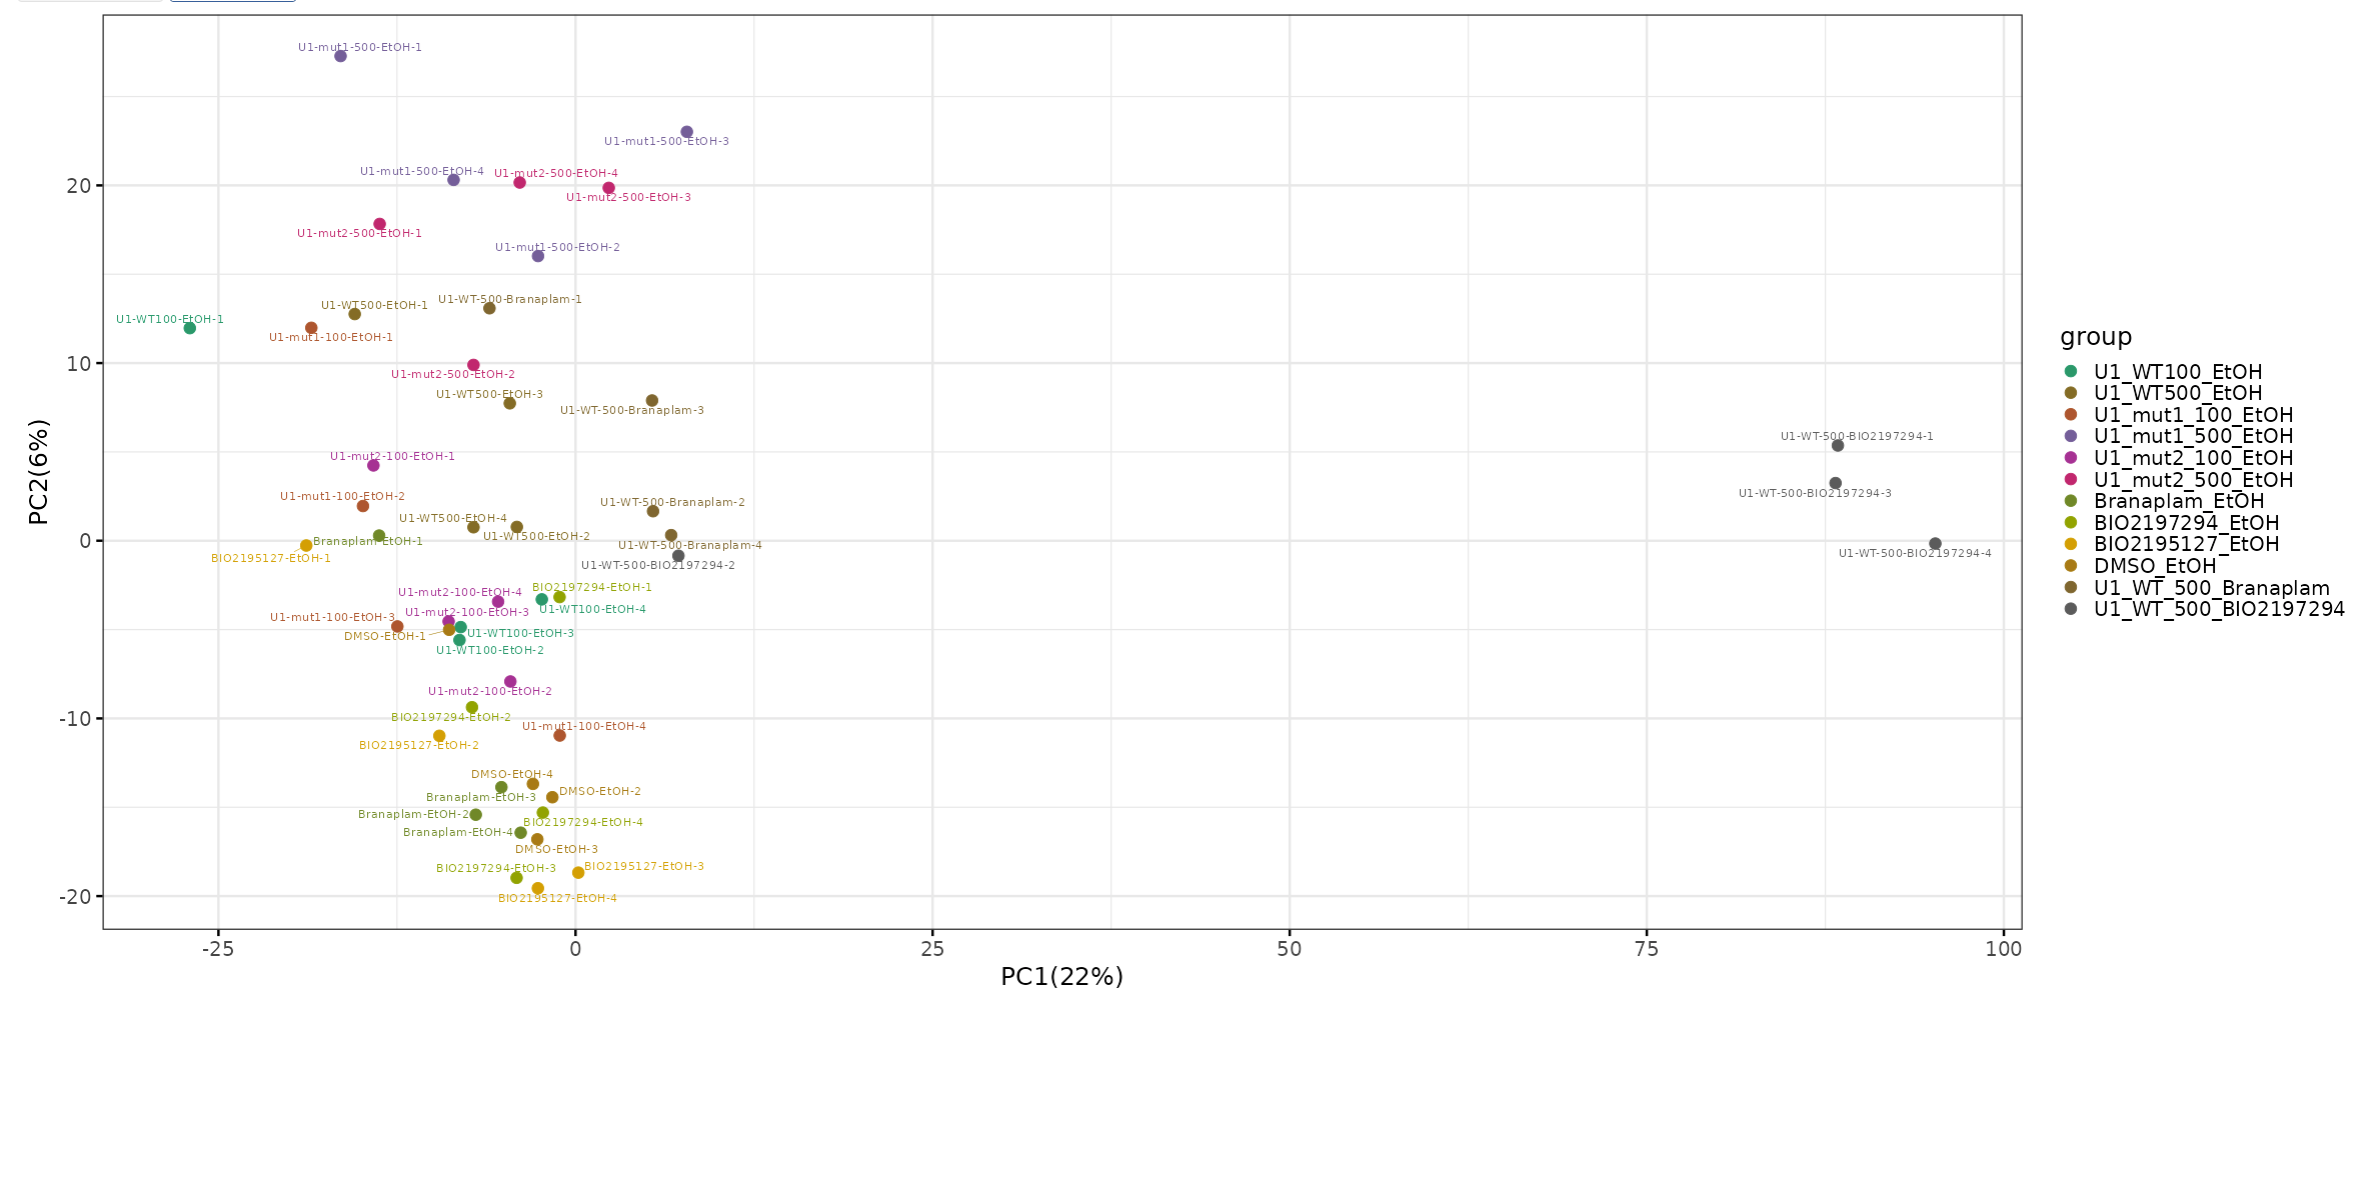 U1-mut1-500-EtOH-1
U1-mut1-500-EtOH-3
U1-mut1-500-EtOH-4
U1-mut2-500-EtOH-4
20
U1-mut2-500-EtOH-3
U1-mut2-500-EtOH-1
U1-mut1-500-EtOH-2
U1-WT-500-Branaplam-1
U1-WT500-EtOH-1
U1-WT100-EtOH-1
U1-mut1-100-EtOH-1
10
U1-mut2-500-EtOH-2
U1-WT500-EtOH-3
U1-WT-500-Branaplam-3
U1-WT-500-BIO2197294-1
U1-mut2-100-EtOH-1
U1-WT-500-BIO2197294-3
U1-mut1-100-EtOH-2
U1-WT-500-Branaplam-2
U1-WT500-EtOH-4
U1-WT500-EtOH-2
0
Branaplam-EtOH-1
U1-WT-500-Branaplam-4
U1-WT-500-BIO2197294-4
BIO2195127-EtOH-1
U1-WT-500-BIO2197294-2
BIO2197294-EtOH-1
U1-mut2-100-EtOH-4
U1-WT100-EtOH-4
U1-mut2-100-EtOH-3
U1-mut1-100-EtOH-3
U1-WT100-EtOH-3
DMSO-EtOH-1
U1-WT100-EtOH-2
U1-mut2-100-EtOH-2
-10
BIO2197294-EtOH-2
U1-mut1-100-EtOH-4
BIO2195127-EtOH-2
DMSO-EtOH-4
DMSO-EtOH-2
Branaplam-EtOH-3
Branaplam-EtOH-2
BIO2197294-EtOH-4
Branaplam-EtOH-4
DMSO-EtOH-3
BIO2195127-EtOH-3
BIO2197294-EtOH-3
-20
BIO2195127-EtOH-4
-25
0
25
50
75
100
PC1(22%)
PC2(6%)
group
U1_WT100_EtOH
U1_WT500_EtOH
U1_mut1_100_EtOH
U1_mut1_500_EtOH
U1_mut2_100_EtOH
U1_mut2_500_EtOH
Branaplam_EtOH
BIO2197294_EtOH
BIO2195127_EtOH
DMSO_EtOH
U1_WT_500_Branaplam
U1_WT_500_BIO2197294